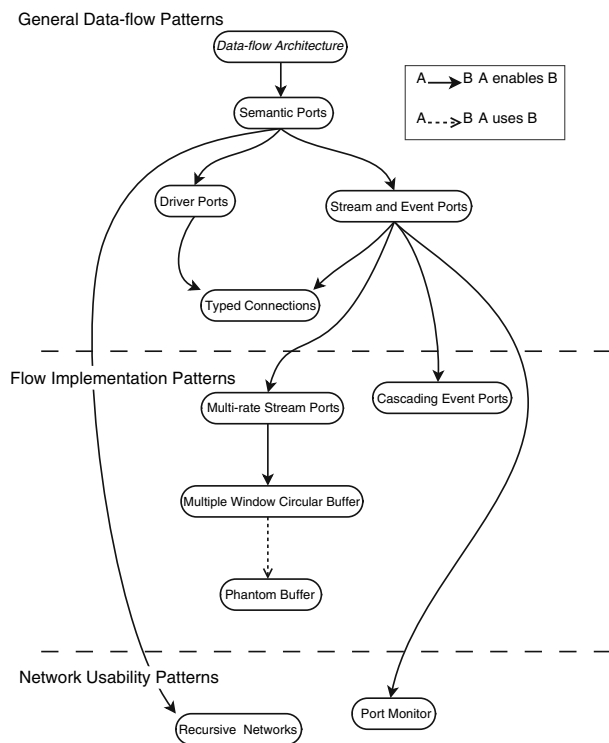 General Data-flow Patterns
Data-flow Architecture
A B A enables B
A B A uses B
Semantic Ports
Driver Ports
Stream and Event Ports
Typed Connections
Flow Implementation Patterns
Multi-rate Stream Ports
Cascading Event Ports
Multiple Window Circular Buffer
Phantom Buffer
Network Usability Patterns
Port Monitor
Recursive Networks